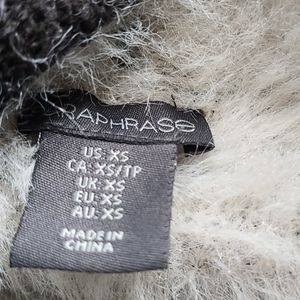 RAPHRASE
US: XS
CA: XS/TP
UK: XS
EU: XS
AU: XS
MADE IN
CHINA